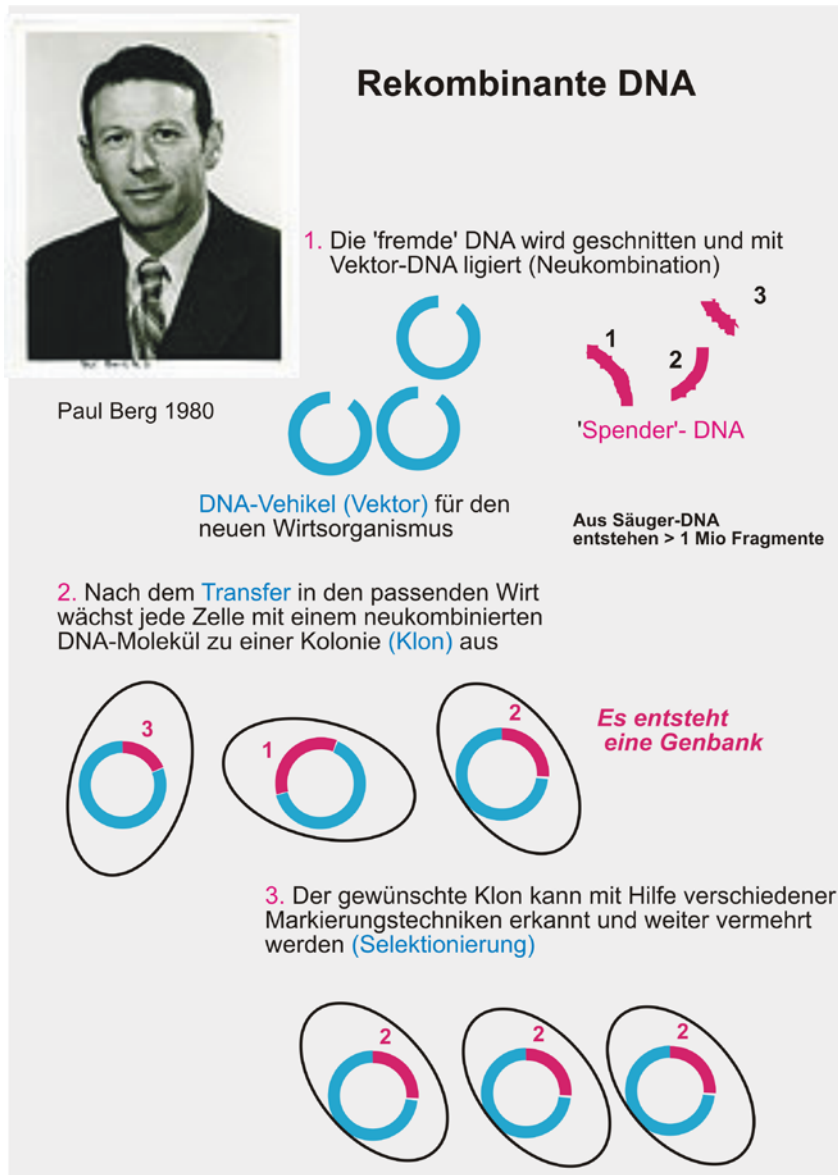 Rekombinante DNA
1. Die 'fremde' DNA wird geschnitten und mit
Vektor-DNA ligiert (Neukombination)
3
1
2
Paul Berg 1980
'Spender'- DNA
DNA-Vehikel (Vektor) für den
neuen Wirtsorganismus
Aus Säuger-DNA
entstehen > 1 Mio Fragmente
2. Nach dem Transfer in den passenden Wirt
wächst jede Zelle mit einem neukombinierten
DNA-Molekül zu einer Kolonie (Klon) aus
3
1
2
Es entsteht
eine Genbank
3. Der gewünschte Klon kann mit Hilfe verschiedener
Markierungstechniken erkannt und weiter vermehrt
werden (Selektionierung)
2
2
2